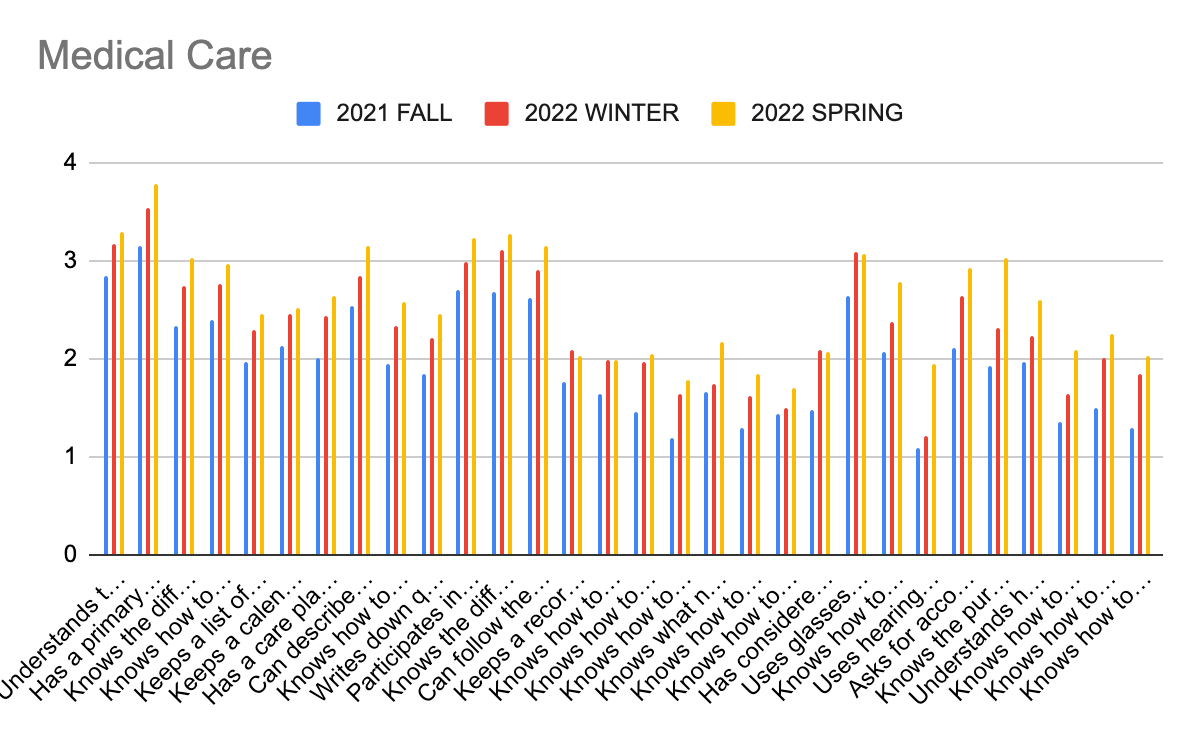 Medical Care
2021 FALL 2022 WINTER 2022 SPRING
4
3
2
1
0
Understands t...
Has a primary...
Knows the diff...
Knows how to...
Keeps a list of...
Keeps a calen...
Has a care pla...
Can describe...
Knows how to...
Writes down q...
Participates in...
Knows the diff...
Can follow the...
Keeps a recor...
Knows how to...
Knows how to...
Knows how to...
Knows what n...
Knows how to...
Knows how to...
Has considere...
Uses glasses...
Knows how to...
Uses hearing...
Asks for acco...
Knows the pur...
Understands h...
Knows how to...
Knows how to...
Knows how to...